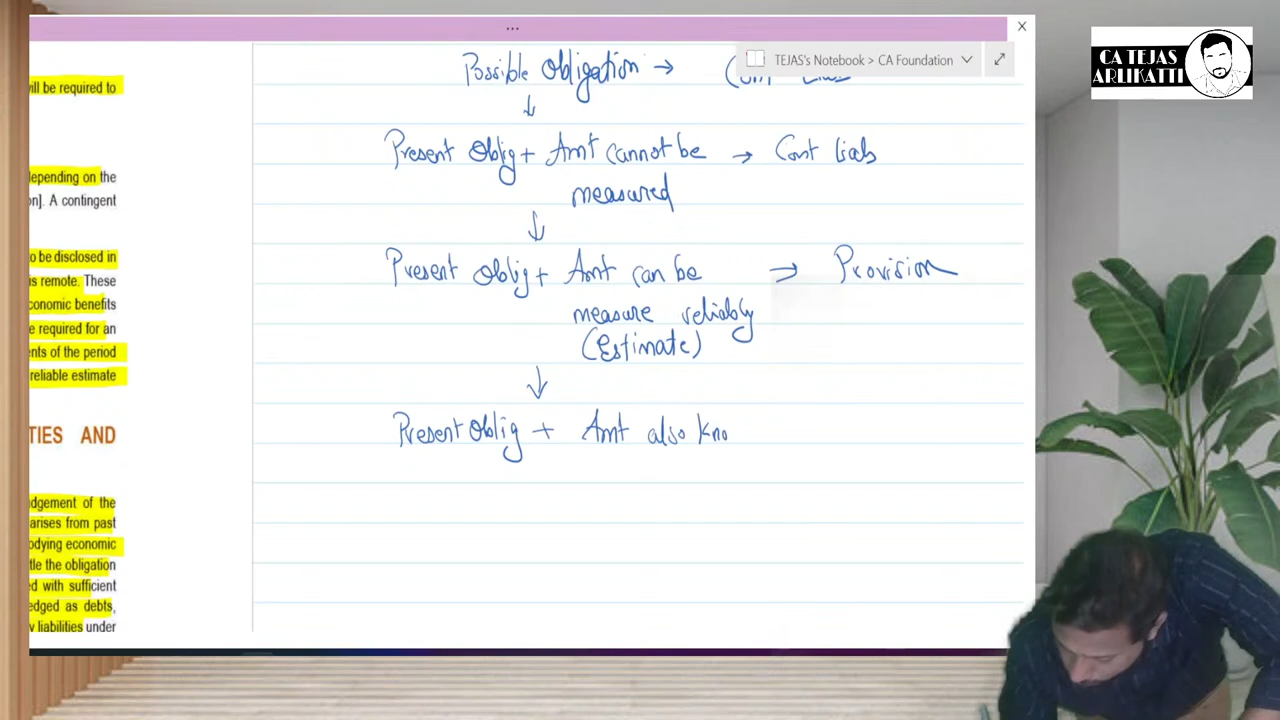 ...
ill be required to
TEJAS's Notebook > CA Foundation
CA TEJAS
ARLIKATTI
Possible Obligation →
depending on the
on]. A contingent
Present Oblig + Amt cannot be → Cont Liab
measured
o be disclosed in
is remote. These
conomic benefits
e required for an
nts of the period
reliable estimate
Present Oblig + Amt can be → Provision
measure reliably
(Estimate)
TIES AND
Present Oblig + Amt also kno
dgement of the
arises from past
odying economic
tle the obligation
d with sufficient
edged as debts,
y liabilities under